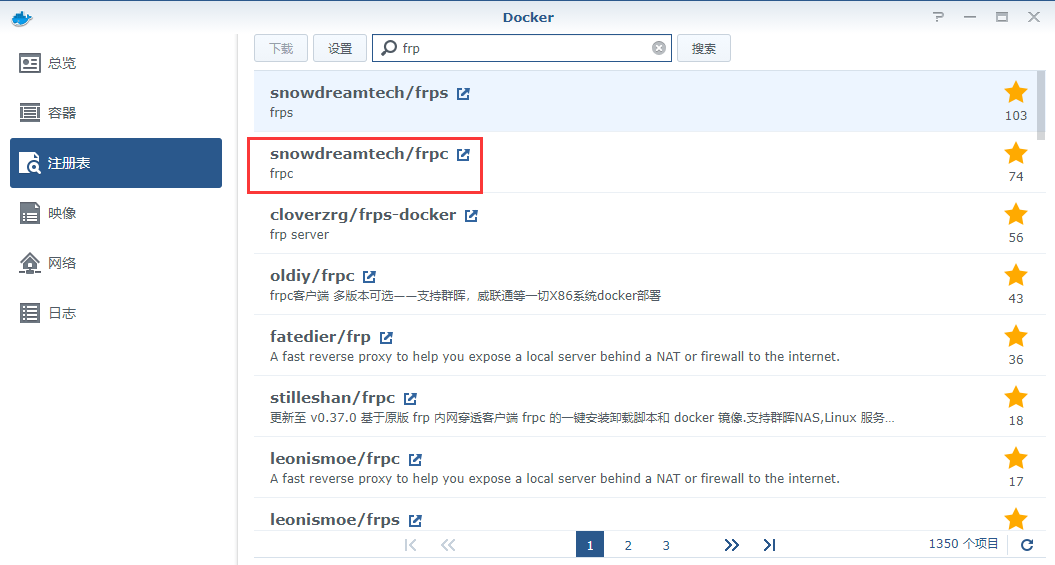 Docker
总览
容器
注册表
映像
网络
日志
下载 设置 frp 搜索
snowdreamtech/frps
frps
103
snowdreamtech/frpc
frpc
74
cloverzrg/frps-docker
frp server
56
oldiy/frpc
frpc客户端 多版本可选——支持群晖，威联通等一切X86系统docker部署
43
fatedier/frp
A fast reverse proxy to help you expose a local server behind a NAT or firewall to the internet.
36
stilleshan/frpc
更新至 v0.37.0 基于原版 frp 内网穿透客户端 frpc 的一键安装卸载脚本和 docker 镜像.支持群晖NAS,Linux 服务...
18
leonismoe/frpc
A fast reverse proxy to help you expose a local server behind a NAT or firewall to the internet.
17
leonismoe/frps
1 2 3 1350 个项目